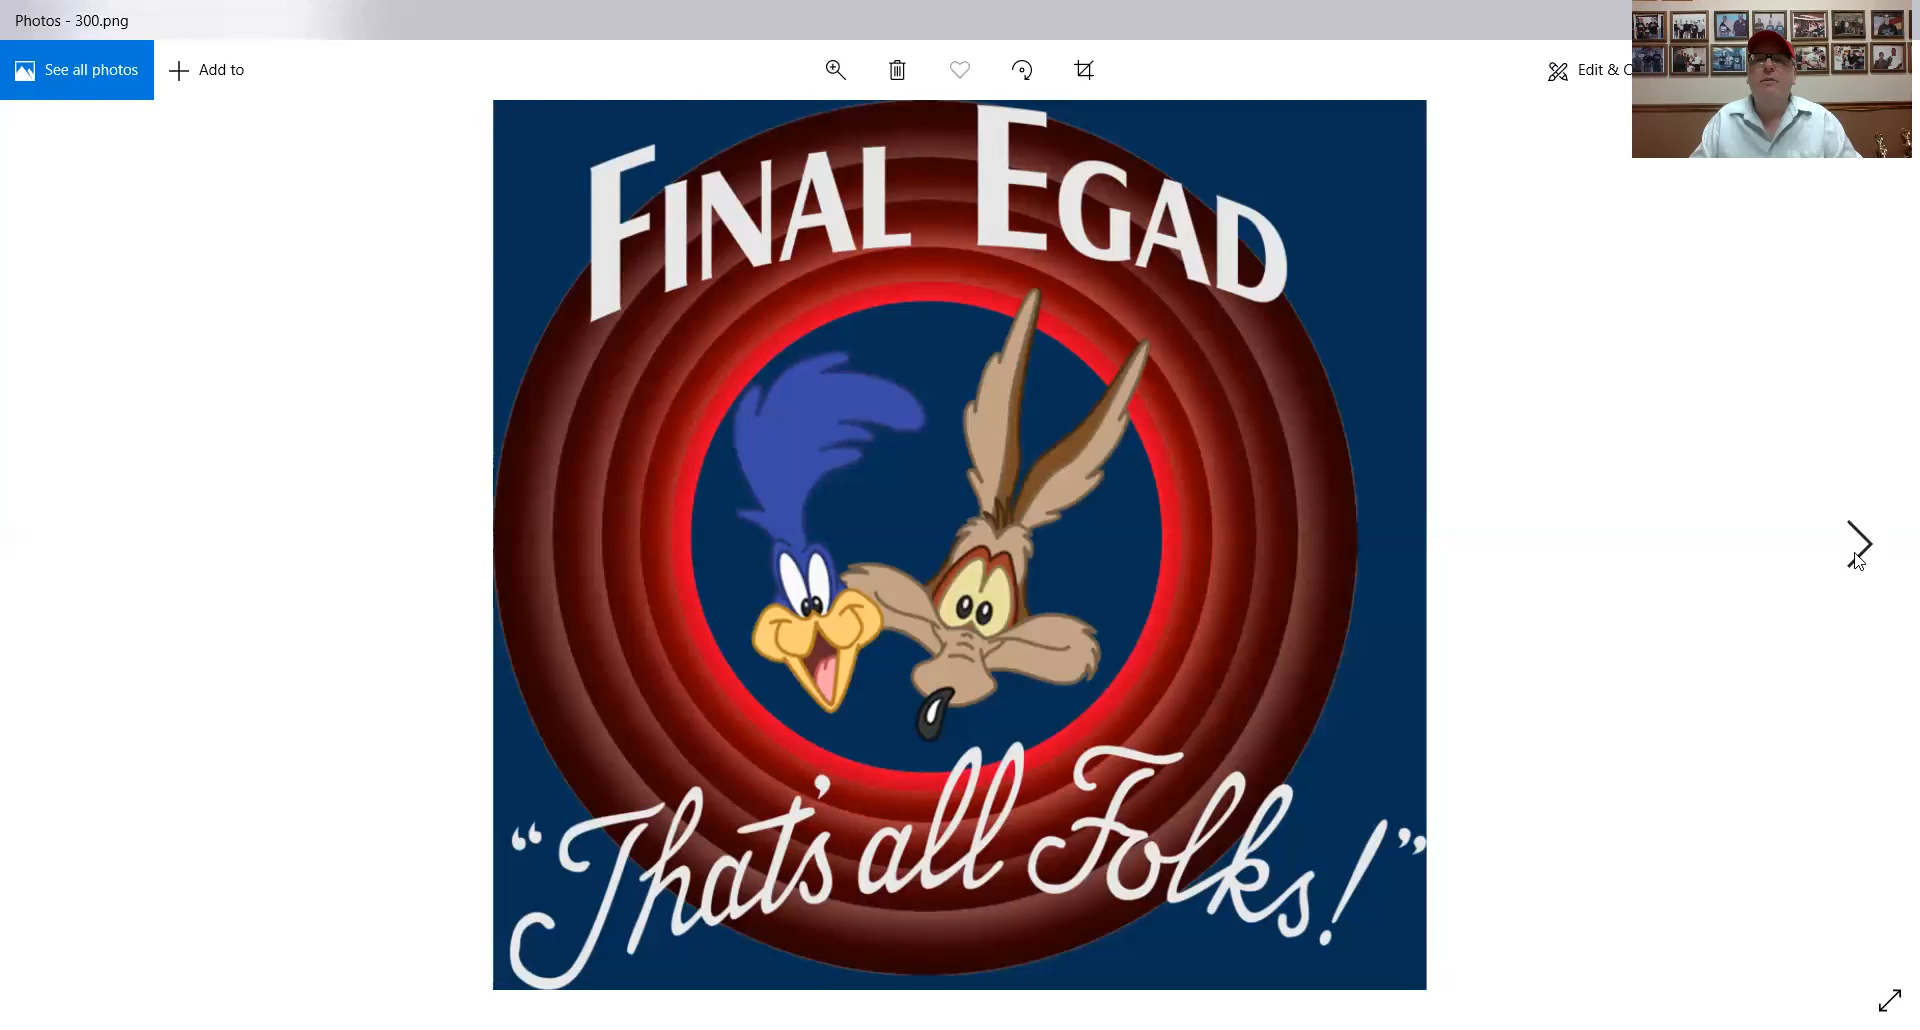 Photos - 300.png
See all photos
Add to
Edit & C
FINAL EGAD
“That's all Folks!”